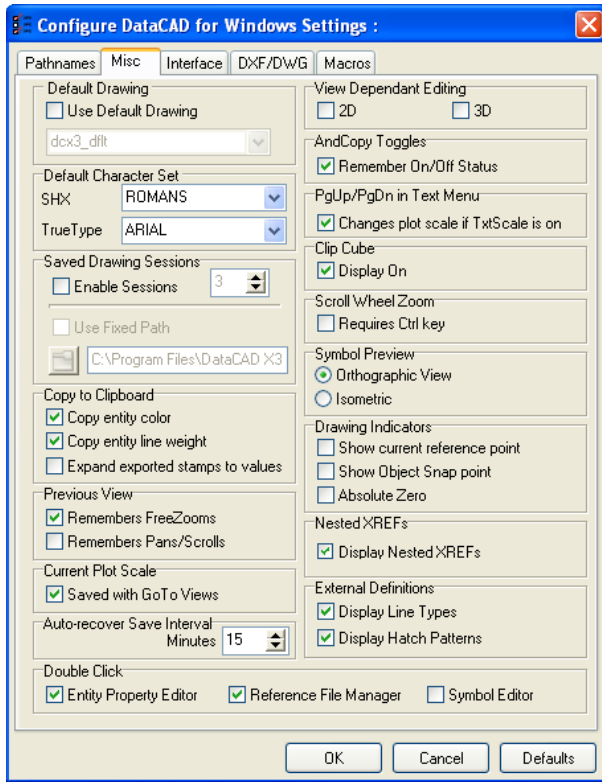 Configure DataCAD for Windows Settings :
Pathnames Misc Interface DXF/DWG Macros
Default Drawing
Use Default Drawing
dcx3_dflt
Default Character Set
SHX ROMANS
TrueType ARIAL
Saved Drawing Sessions
Enable Sessions 3
Use Fixed Path
C:\Program Files\DataCAD X3
Copy to Clipboard
Copy entity color
Copy entity line weight
Expand exported stamps to values
Previous View
Remembers FreeZooms
Remembers Pans/Scrolls
Current Plot Scale
Saved with GoTo Views
Auto-recover Save Interval
Minutes 15
View Dependant Editing
2D 3D
AndCopy Toggles
Remember On/Off Status
PgUp/PgDn in Text Menu
Changes plot scale if TxtScale is on
Clip Cube
Display On
Scroll Wheel Zoom
Requires Ctrl key
Symbol Preview
Orthographic View
Isometric
Drawing Indicators
Show current reference point
Show Object Snap point
Absolute Zero
Nested XREFs
Display Nested XREFs
External Definitions
Display Line Types
Display Hatch Patterns
Double Click
Entity Property Editor Reference File Manager Symbol Editor
OK Cancel Defaults